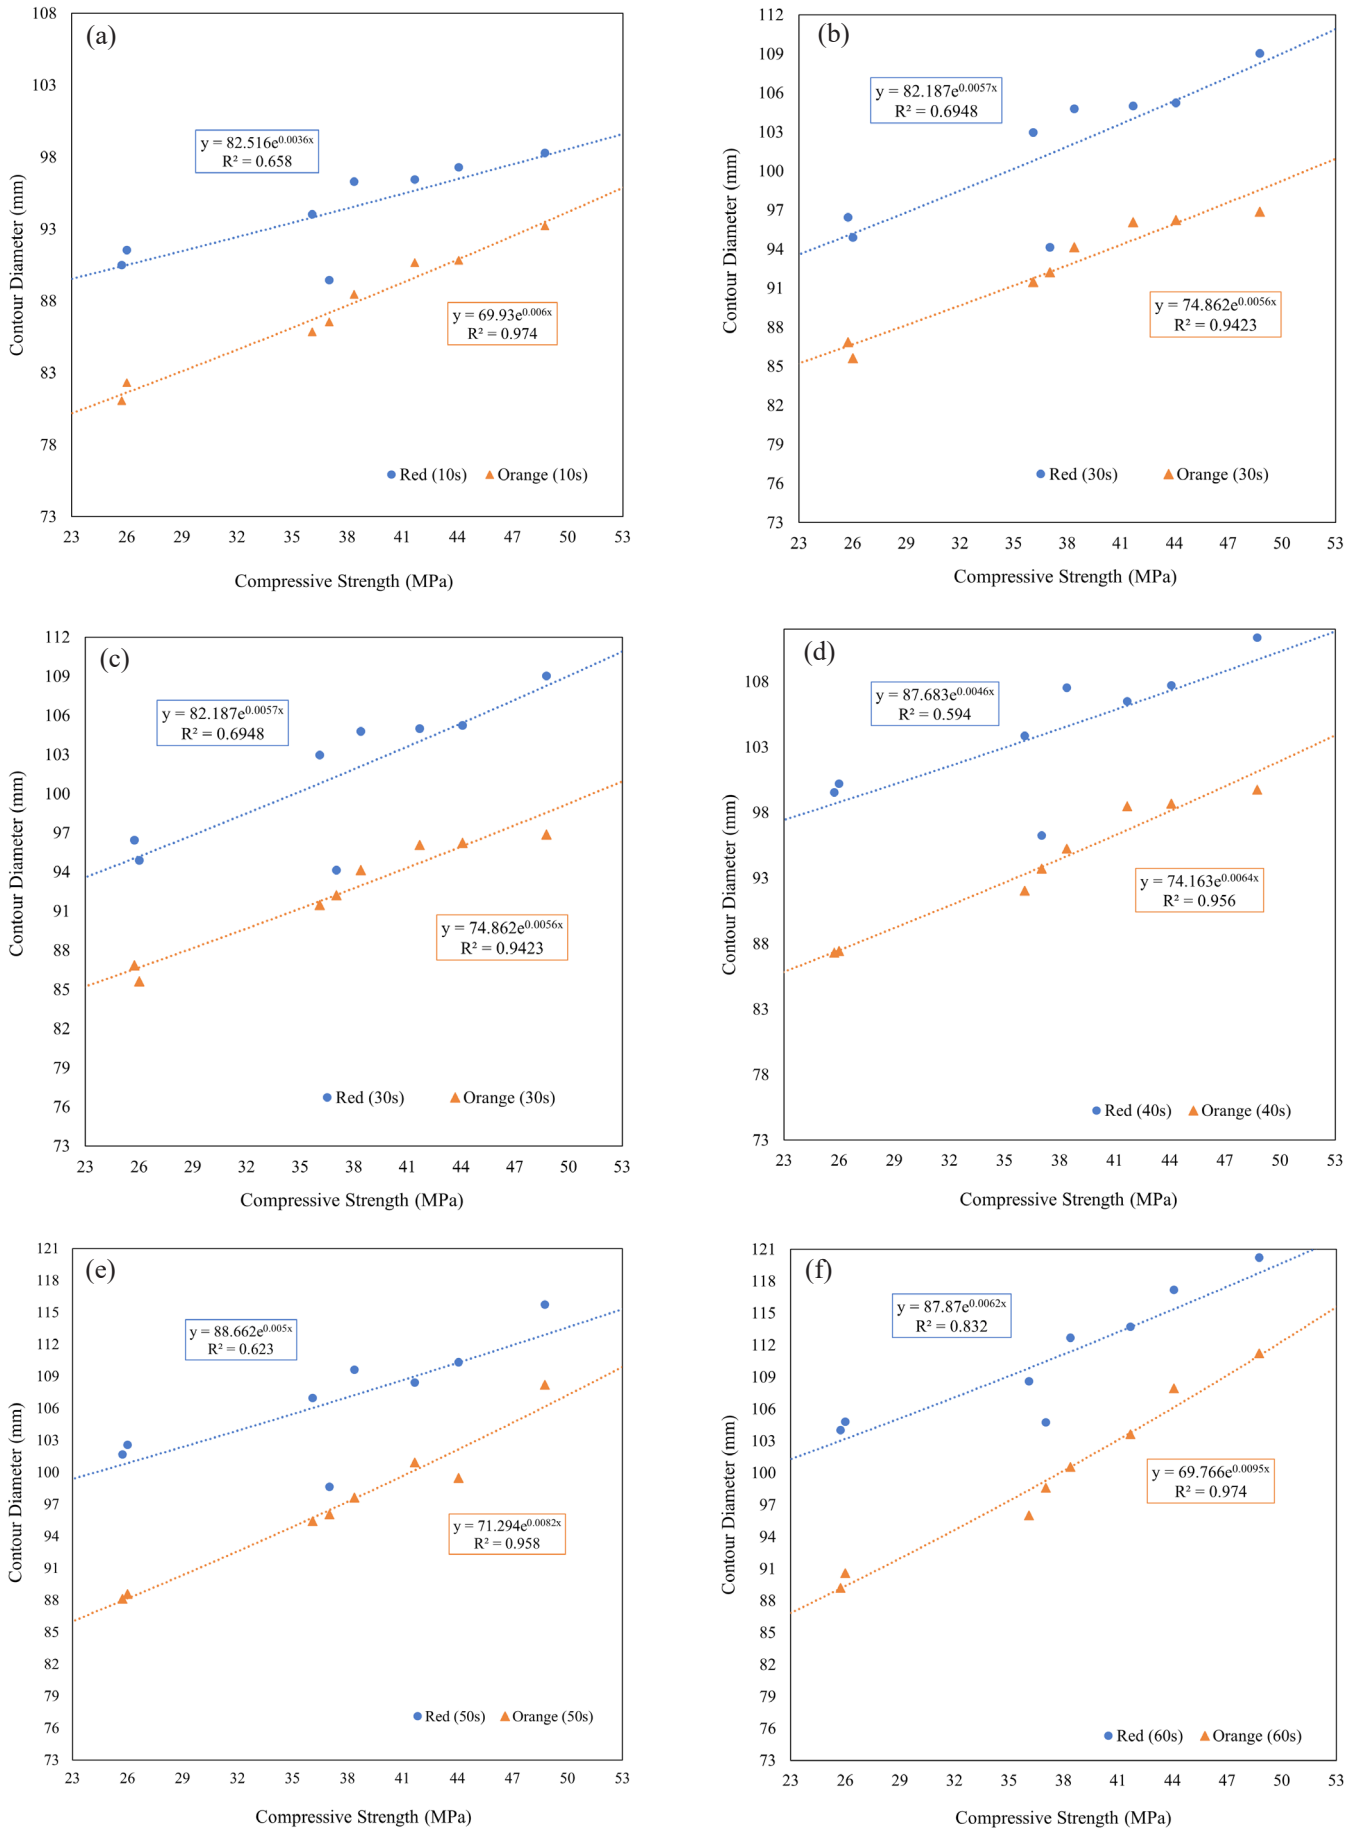 (a)
108
103
98
93
88
83
78
73
Contour Diameter (mm)
y = 82.516e^0.0036x
R² = 0.658
y = 69.93e^0.006x
R² = 0.974
Red (10s) Orange (10s)
23 26 29 32 35 38 41 44 47 50 53
Compressive Strength (MPa)
(b)
112
109
106
103
100
97
94
91
88
85
82
79
76
73
Contour Diameter (mm)
y = 82.187e^0.0057x
R² = 0.6948
y = 74.862e^0.0056x
R² = 0.9423
Red (30s) Orange (30s)
23 26 29 32 35 38 41 44 47 50 53
Compressive Strength (MPa)
(c)
112
109
106
103
100
97
94
91
88
85
82
79
76
73
Contour Diameter (mm)
y = 82.187e^0.0057x
R² = 0.6948
y = 74.862e^0.0056x
R² = 0.9423
Red (30s) Orange (30s)
23 26 29 32 35 38 41 44 47 50 53
Compressive Strength (MPa)
(d)
108
103
98
93
88
83
78
73
Contour Diameter (mm)
y = 87.683e^0.0046x
R² = 0.594
y = 74.163e^0.0064x
R² = 0.956
Red (40s) Orange (40s)
23 26 29 32 35 38 41 44 47 50 53
Compressive Strength (MPa)
(e)
121
118
115
112
109
106
103
100
97
94
91
88
85
82
79
76
73
Contour Diameter (mm)
y = 88.662e^0.005x
R² = 0.623
y = 71.294e^0.0082x
R² = 0.958
Red (50s) Orange (50s)
23 26 29 32 35 38 41 44 47 50 53
Compressive Strength (MPa)
(f)
121
118
115
112
109
106
103
100
97
94
91
88
85
82
79
76
73
Contour Diameter (mm)
y = 87.87e^0.0062x
R² = 0.832
y = 69.766e^0.0095x
R² = 0.974
Red (60s) Orange (60s)
23 26 29 32 35 38 41 44 47 50 53
Compressive Strength (MPa)